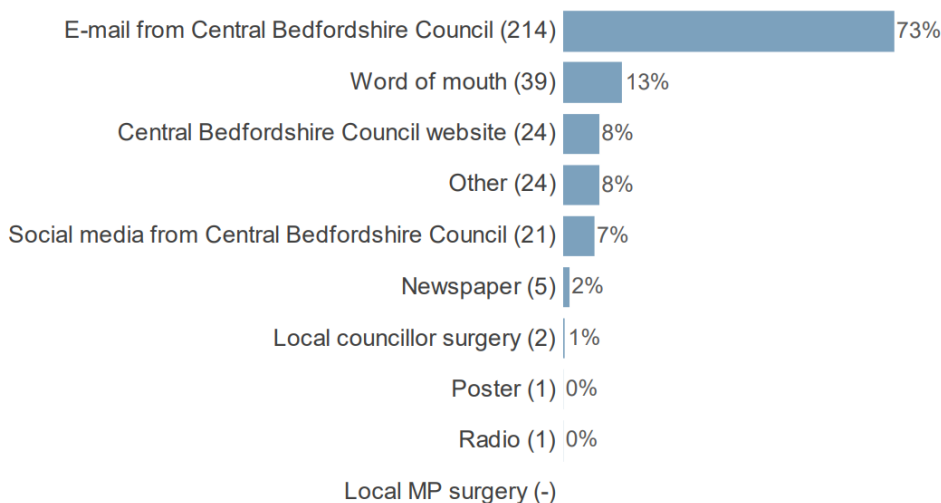 E-mail from Central Bedfordshire Council (214) 73%
Word of mouth (39) 13%
Central Bedfordshire Council website (24) 8%
Other (24) 8%
Social media from Central Bedfordshire Council (21) 7%
Newspaper (5) 2%
Local councillor surgery (2) 1%
Poster (1) 0%
Radio (1) 0%
Local MP surgery (-)